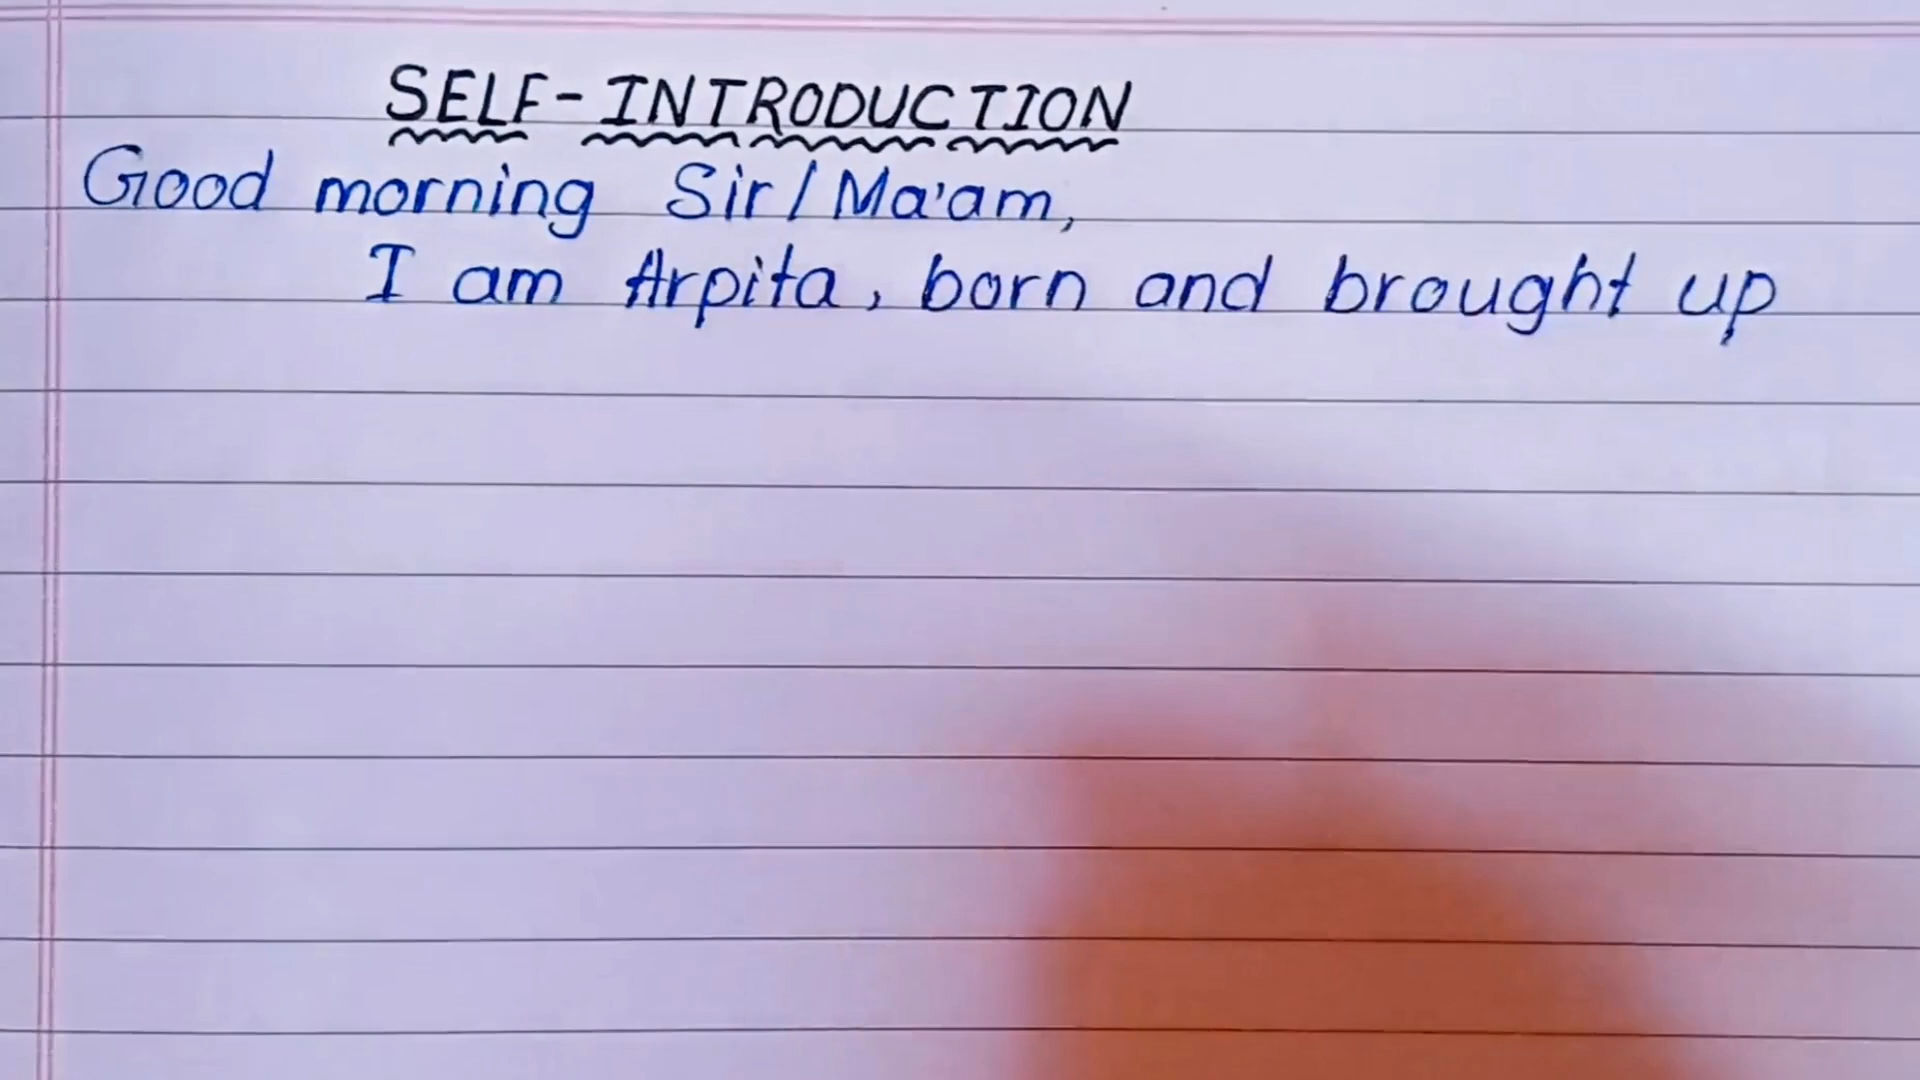 SELF-INTRODUCTION
Good morning Sir/Ma'am,
I am Arpita, born and brought up